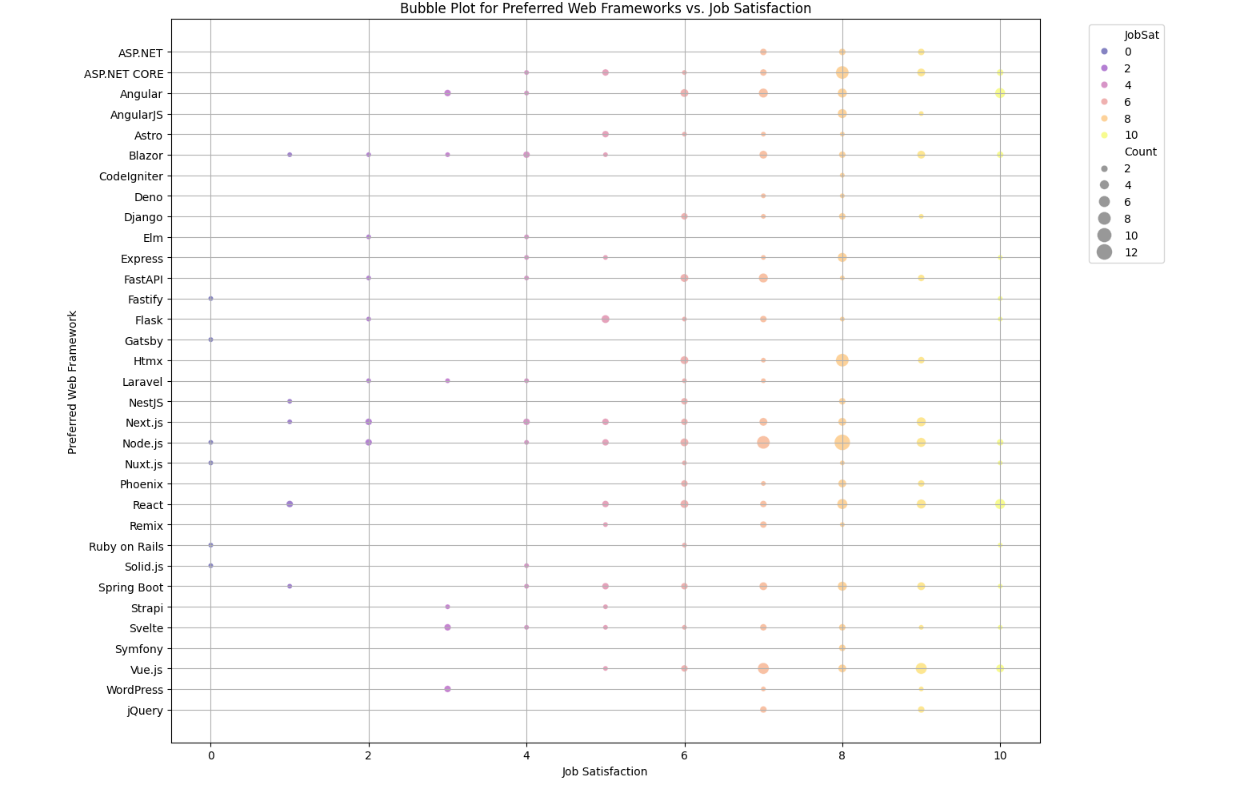 Bubble Plot for Preferred Web Frameworks vs. Job Satisfaction
Preferred Web Framework
ASP.NET
ASP.NET CORE
Angular
AngularJS
Astro
Blazor
CodeIgniter
Deno
Django
Elm
Express
FastAPI
Fastify
Flask
Gatsby
Htmx
Laravel
NestJS
Next.js
Node.js
Nuxt.js
Phoenix
React
Remix
Ruby on Rails
Solid.js
Spring Boot
Strapi
Svelte
Symfony
Vue.js
WordPress
jQuery
0 2 4 6 8 10
Job Satisfaction
JobSat
0
2
4
6
8
10
Count
2
4
6
8
10
12